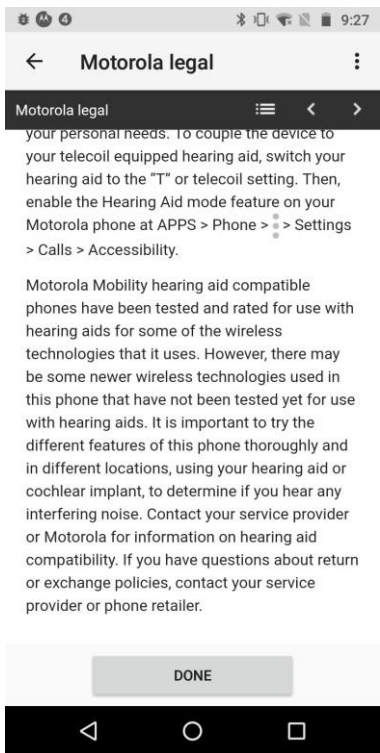 9:27
Motorola legal
Motorola legal
your personal needs. To couple the device to
your telecoil equipped hearing aid, switch your
hearing aid to the “T” or telecoil setting. Then,
enable the Hearing Aid mode feature on your
Motorola phone at APPS > Phone > > Settings
> Calls > Accessibility.
Motorola Mobility hearing aid compatible
phones have been tested and rated for use with
hearing aids for some of the wireless
technologies that it uses. However, there may
be some newer wireless technologies used in
this phone that have not been tested yet for use
with hearing aids. It is important to try the
different features of this phone thoroughly and
in different locations, using your hearing aid or
cochlear implant, to determine if you hear any
interfering noise. Contact your service provider
or Motorola for information on hearing aid
compatibility. If you have questions about return
or exchange policies, contact your service
provider or phone retailer.
DONE